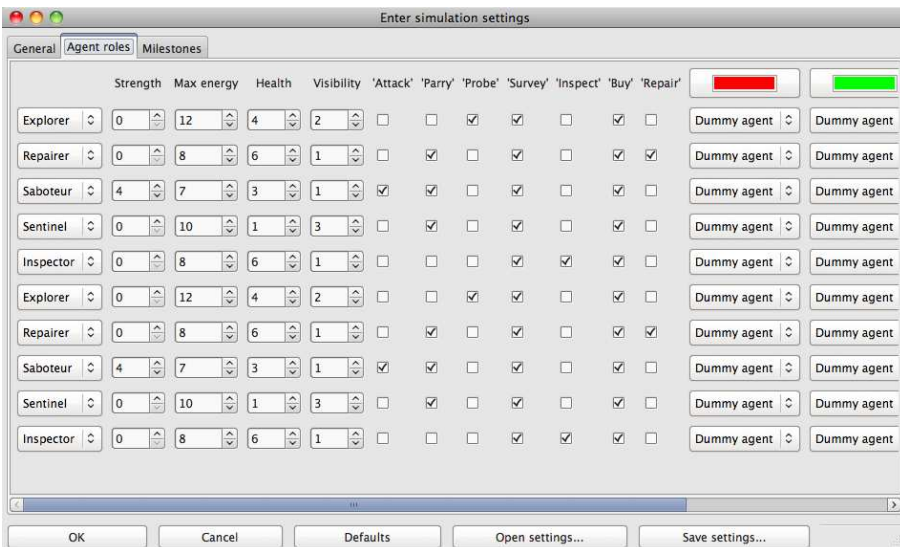 Enter simulation settings
General Agent roles Milestones
Strength Max energy Health Visibility 'Attack' 'Parry' 'Probe' 'Survey' 'Inspect' 'Buy' 'Repair'
Explorer 0 12 4 2 Dummy agent Dummy agent
Repairer 0 8 6 1 Dummy agent Dummy agent
Saboteur 4 7 3 1 Dummy agent Dummy agent
Sentinel 0 10 1 3 Dummy agent Dummy agent
Inspector 0 8 6 1 Dummy agent Dummy agent
Explorer 0 12 4 2 Dummy agent Dummy agent
Repairer 0 8 6 1 Dummy agent Dummy agent
Saboteur 4 7 3 1 Dummy agent Dummy agent
Sentinel 0 10 1 3 Dummy agent Dummy agent
Inspector 0 8 6 1 Dummy agent Dummy agent
OK Cancel Defaults Open settings... Save settings...